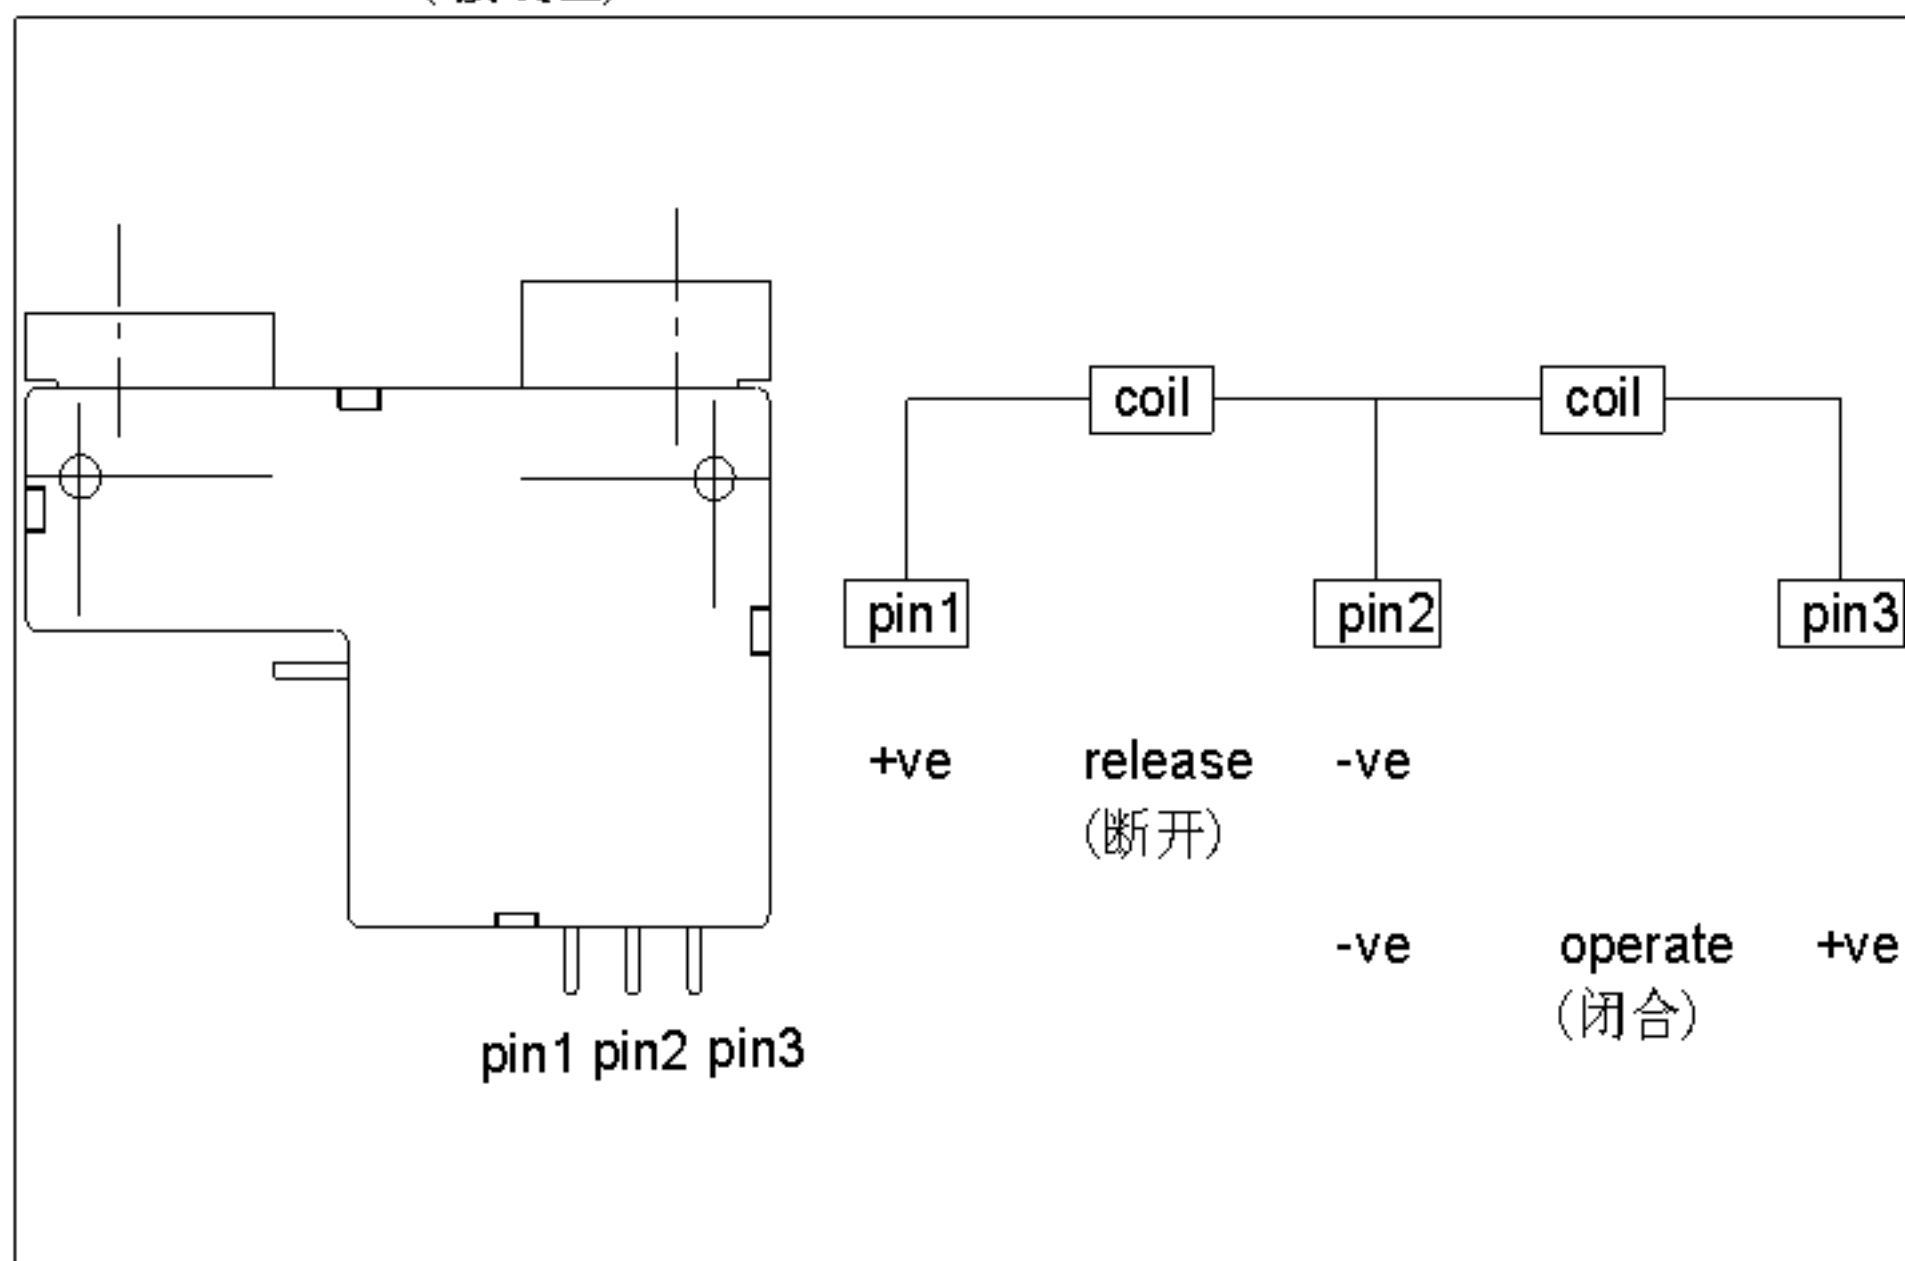 coil coil
pin1 pin2 pin3
+ve release -ve
(断开)
-ve operate +ve
(闭合)
pin1 pin2 pin3